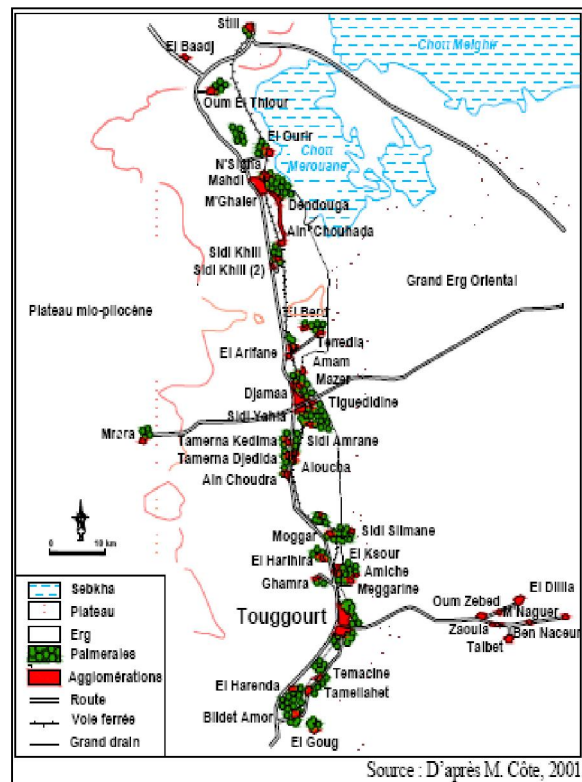 Still
El Baadj
Chott Melghir
Oum El Thiour
El Ourir
Chott Merouane
N'Sigha
Mahdi
M'Ghaier
Dendouga
Ain Chouhada
Sidi Khlil
Sidi Khlil (2)
Grand Erg Oriental
Plateau mio-pliocène
El Berd
Terredia
El Arifane
Amam
Mazer
Djamaa
Tiguedidine
Sidi-Yahia
Mrara
Tamerna Kedima
Sidi Amrane
Tamerna Djedida
Aloucha
Ain Choudra
N
0
10 km
Moggar
Sidi Slimane
El Ksour
El Harihira
Amiche
Ghamra
Meggarine
El Dlilia
Oum Zebed
M'Naguer
Touggourt
Zaouia
Ben Naceur
Taibet
Sebkha
Plateau
Erg
Palmeraies
Agglomérations
Route
Voie ferrée
Grand drain
Temacine
El Harenda
Tamellahet
Blidet Amor
El Goug
Source : D'après M. Côte, 2001